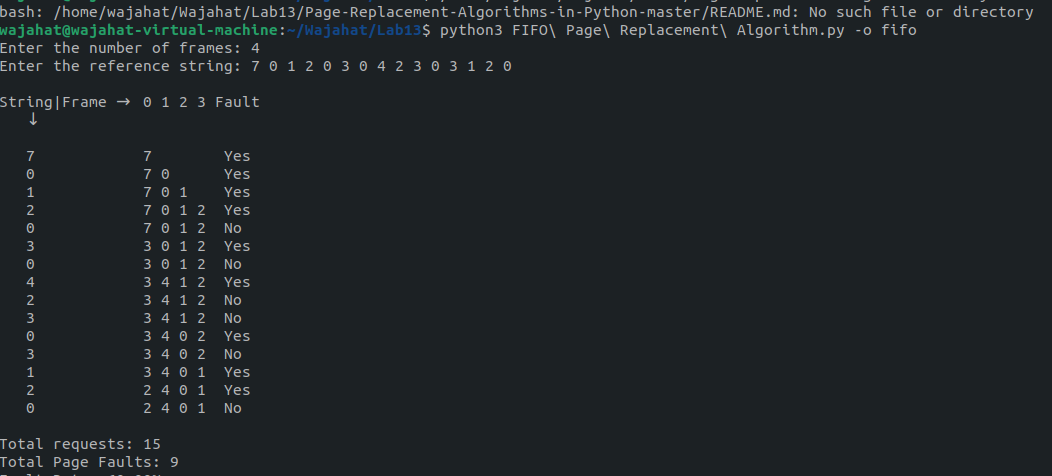 bash: /home/wajahat/Wajahat/Lab13/Page-Replacement-Algorithms-in-Python-master/README.md: No such file or directory
wajahat@wajahat-virtual-machine:~/Wajahat/Lab13$ python3 FIFO\ Page\ Replacement\ Algorithm.py -o fifo
Enter the number of frames: 4
Enter the reference string: 7 0 1 2 0 3 0 4 2 3 0 3 1 2 0
String|Frame → 0 1 2 3 Fault
↓
7 7 Yes
0 7 0 Yes
1 7 0 1 Yes
2 7 0 1 2 Yes
0 7 0 1 2 No
3 3 0 1 2 Yes
0 3 0 1 2 No
4 3 4 1 2 Yes
2 3 4 1 2 No
3 3 4 1 2 No
0 3 4 0 2 Yes
3 3 4 0 2 No
1 3 4 0 1 Yes
2 2 4 0 1 Yes
0 2 4 0 1 No
Total requests: 15
Total Page Faults: 9